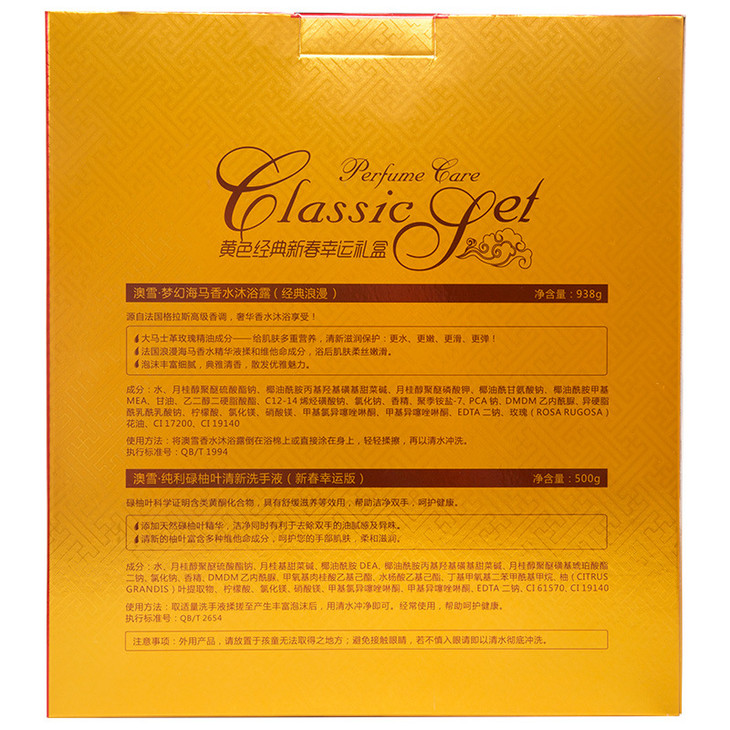 Perfume Care
Classic Set
黄色经典新春幸运礼盒
澳雪·梦幻海马香水沐浴露（经典浪漫） 净含量：938g
源自法国格拉斯高级香调，奢华香水沐浴享受！
大马士革玫瑰精油成分——给肌肤多重营养，清新滋润保护：更水、更嫩、更滑、更弹！
法国浪漫海马香水精华液揉和维他命成分，浴后肌肤柔丝嫩滑。
泡沫丰富细腻，典雅清香，散发优雅魅力。
成分：水、月桂醇聚醚硫酸酯钠、椰油酰胺丙基羟基磺基甜菜碱、月桂醇聚醚磷酸钾、椰油酰甘氨酸钠、椰油酰胺甲基
MEA、甘油、乙二醇二硬脂酸酯、C12-14 烯烃磺酸钠、氯化钠、香精、聚季铵盐-7、PCA 钠、DMDM 乙内酰脲、异硬脂
酰乳酰乳酸钠、柠檬酸、氯化镁、硝酸镁、甲基氯异噻唑啉酮、甲基异噻唑啉酮、EDTA 二钠、玫瑰（ROSA RUGOSA）
花油、CI 17200、CI 19140
使用方法：将澳雪香水沐浴露倒在浴棉上或直接涂在身上，轻轻揉擦，再以清水冲洗。
执行标准号：QB/T 1994
澳雪·纯利碌柚叶清新洗手液（新春幸运版） 净含量：500g
碌柚叶科学证明含类黄酮化合物，具有舒缓滋养等效用，帮助洁净双手，呵护健康。
添加天然碌柚叶精华，洁净同时有利于去除双手的油腻感及异味。
清新的柚叶富含多种维他命成分，呵护您的手部肌肤，柔和滋润。
成分：水、月桂醇聚醚硫酸酯钠、椰油酰胺 DEA、椰油酰胺丙基羟基磺基甜菜碱、月桂醇聚醚磺基琥珀酸酯
二钠、氯化钠、香精、DMDM 乙内酰脲、甲氧基肉桂酸乙基己酯、水杨酸乙基己酯、丁基甲氧基二苯甲酰基甲烷、柚（CITRUS
GRANDIS）叶提取物、柠檬酸、氯化镁、硝酸镁、甲基氯异噻唑啉酮、甲基异噻唑啉酮、EDTA 二钠、CI 61570、CI 19140
使用方法：取适量洗手液揉搓至产生丰富泡沫后，用清水冲净即可。经常使用，帮助呵护健康。
执行标准号：QB/T 2654
注意事项：外用产品，请放置于孩童无法取得之地方；避免接触眼睛，若不慎入眼请即以清水彻底冲洗。